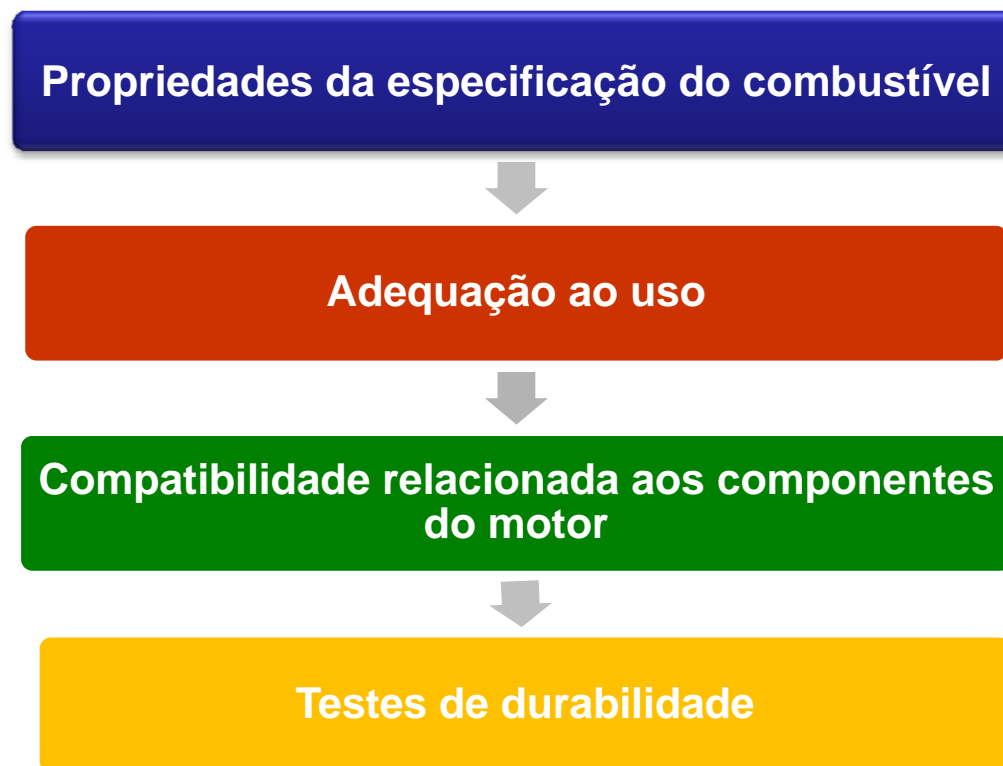 Propriedades da especificação do combustível
Adequação ao uso
Compatibilidade relacionada aos componentes
do motor
Testes de durabilidade